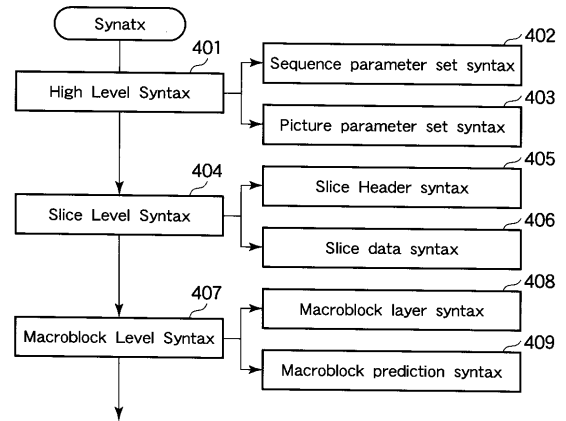 Synatx
401
High Level Syntax
402
Sequence parameter set syntax
403
Picture parameter set syntax
404
Slice Level Syntax
405
Slice Header syntax
406
Slice data syntax
407
Macroblock Level Syntax
408
Macroblock layer syntax
409
Macroblock prediction syntax